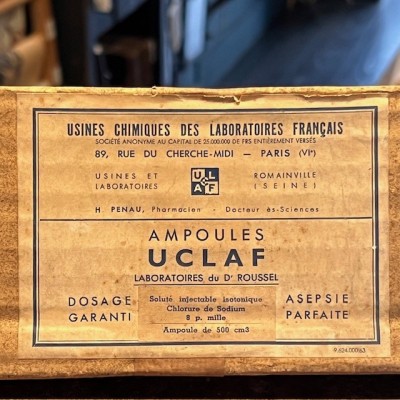 USINES CHIMIQUES DES LABORATOIRES FRANÇAIS
SOCIÉTÉ ANONYME AU CAPITAL DE 25.000.000 DE FRS ENTIÈREMENT VERSÉS
89, RUE DU CHERCHE-MIDI — PARIS (VIᵉ)
USINES ET LABORATOIRES
UCLAF
ROMAINVILLE (SEINE)
H. PENAU, Pharmacien - Docteur ès-Sciences
AMPOULES
UCLAF
LABORATOIRES du Dʳ ROUSSEL
DOSAGE GARANTI
Soluté injectable isotonique
Chlorure de Sodium
8 p. mille
Ampoule de 500 cm3
ASEPSIE PARFAITE